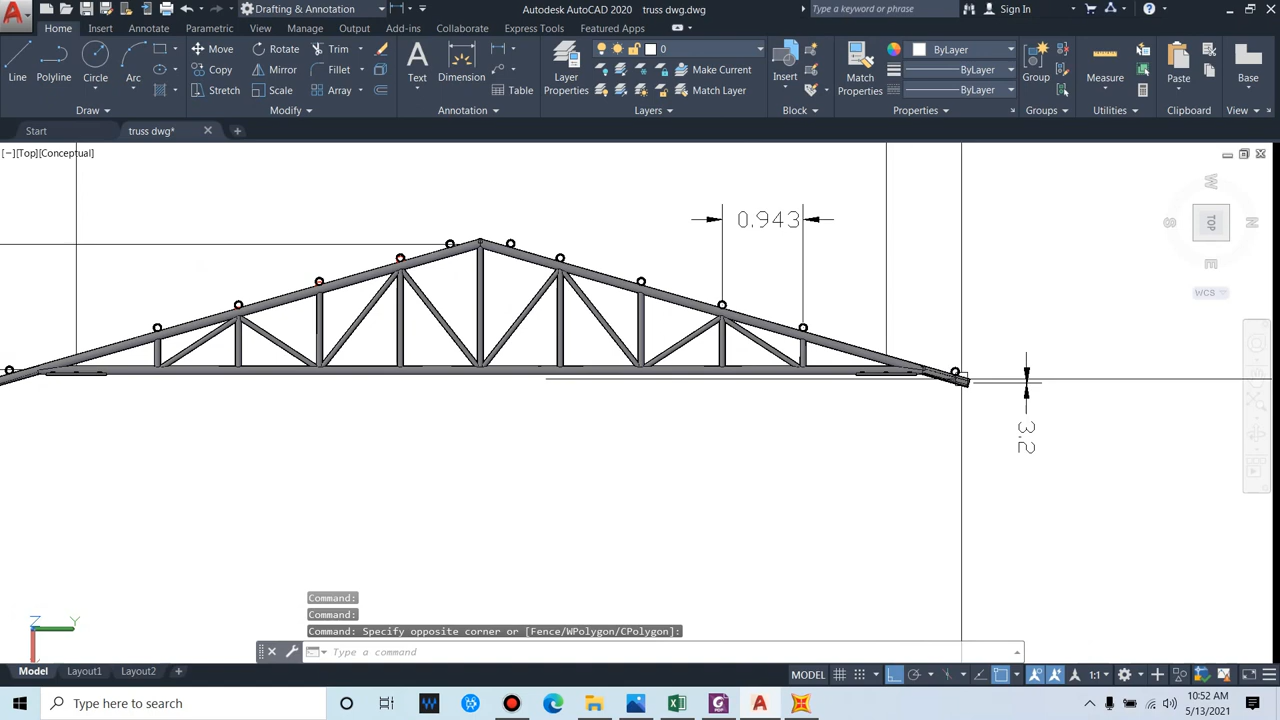 Drafting & Annotation
Autodesk AutoCAD 2020 truss dwg.dwg
Type a keyword or phrase
Sign In
Home Insert Annotate Parametric View Manage Output Add-ins Collaborate Express Tools Featured Apps
Line Polyline Circle Arc
Move Rotate Trim
Copy Mirror Fillet
Stretch Scale Array
Text Dimension Table
Layer Properties
0
Make Current
Match Layer
Insert
Match Properties
ByLayer
ByLayer
ByLayer
Group
Measure
Paste
Base
Draw Modify Annotation Layers Block Properties Groups Utilities Clipboard View
Start truss dwg*
[−][Top][Conceptual]
W
S TOP N
E
WCS
0.943
3.2
Z Y
Command:
Command:
Command: Specify opposite corner or [Fence/WPolygon/CPolygon]:
Type a command
Model Layout1 Layout2
MODEL 1:1
Type here to search
10:52 AM
5/13/2021